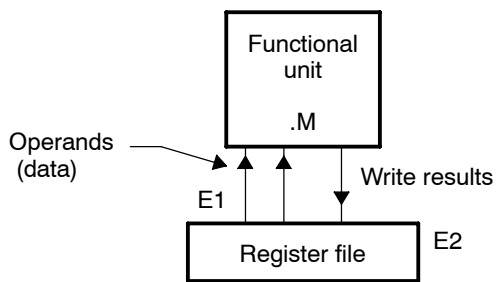 Functional
unit
.M
Operands
(data)
Write results
E1
Register file
E2